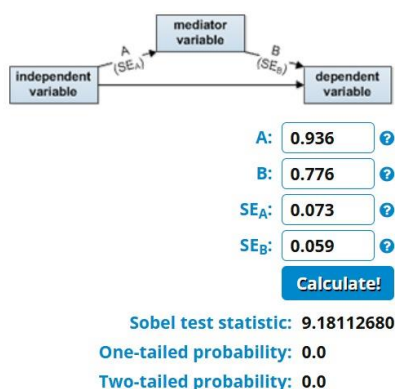 mediator
variable
A
(SEA)
B
(SEB)
independent
variable
dependent
variable
A: 0.936 ?
B: 0.776 ?
SEA: 0.073 ?
SEB: 0.059 ?
Calculate!
Sobel test statistic: 9.18112680
One-tailed probability: 0.0
Two-tailed probability: 0.0